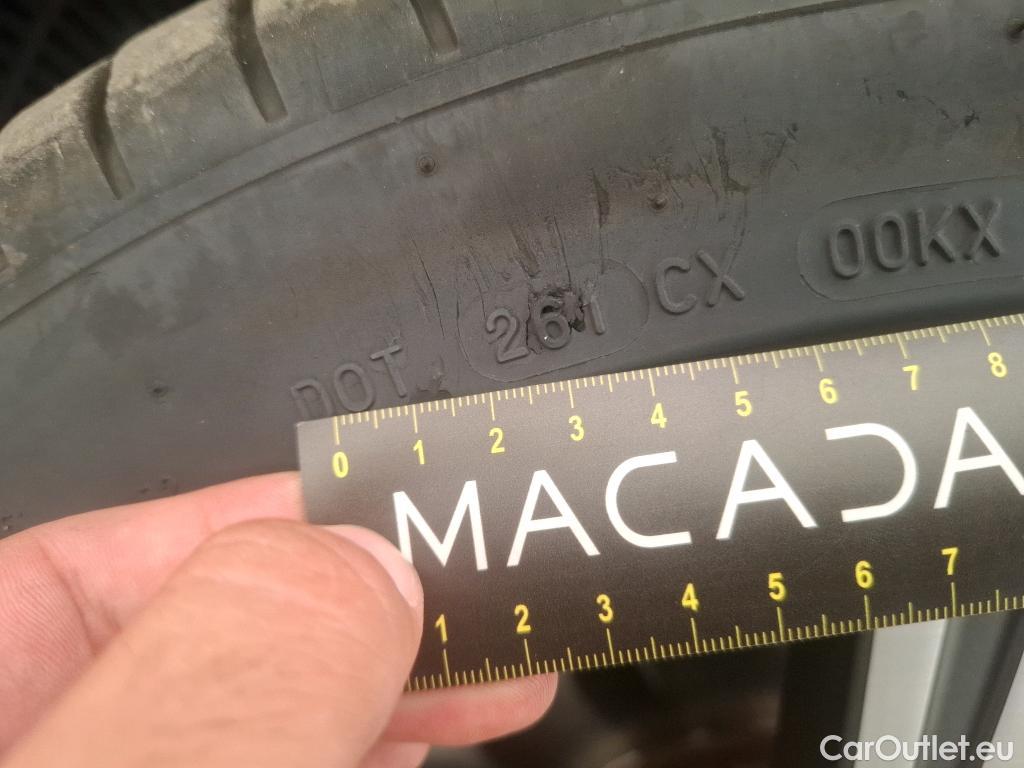 DOT 261 CX 00KX
0 1 2 3 4 5 6 7 8
MACADA
1 2 3 4 5 6 7
CarOutlet.eu